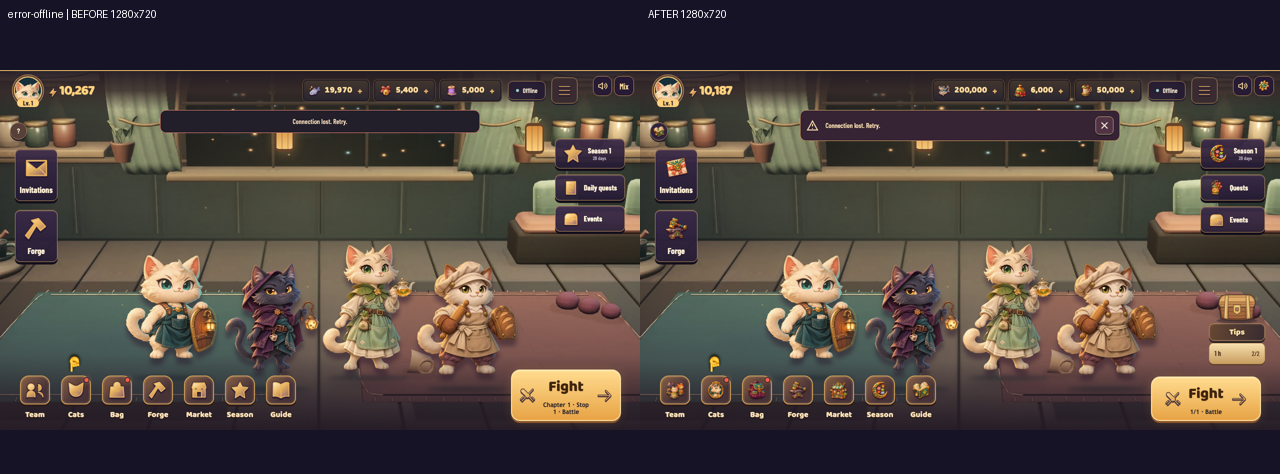 error-offline | BEFORE 1280x720
AFTER 1280x720
Lv. 1
10,267
19,970 +
5,400 +
5,000 +
Offline
Mix
Connection lost. Retry.
?
Invitations
Forge
Season 1
28 days
Daily quests
Events
Team
Cats
Bag
Forge
Market
Season
Guide
Fight
Chapter 1 · Stop
1 · Battle
Lv. 1
10,187
200,000 +
6,000 +
50,000 +
Offline
Connection lost. Retry.
Invitations
Forge
Season 1
28 days
Quests
Events
Tips
1h
2/2
Team
Cats
Bag
Forge
Market
Season
Guide
Fight
1/1 · Battle